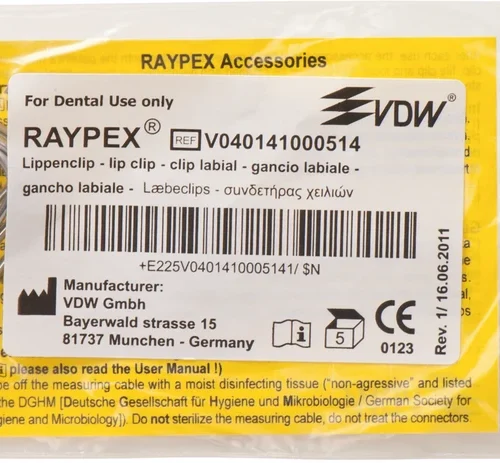 RAYPEX Accessories
For Dental Use only
VDW®
RAYPEX® REF V040141000514
Lippenclip - lip clip - clip labial - gancio labiale -
gancho labiale - Læbeclips - συνδετήρας χειλιών
+E225V0401410005141/ $N
Manufacturer:
VDW Gmbh
Bayerwald strasse 15
81737 Munchen - Germany
5
CE
0123
Rev. 1/ 16.06.2011
please also read the User Manual !)
be off the measuring cable with a moist disinfecting tissue ("non-agressive" and listed
the DGHM [Deutsche Gesellschaft für Hygiene und Mikrobiologie / German Society for
giene and Microbiology]). Do not sterilize the measuring cable, do not treat the connectors.